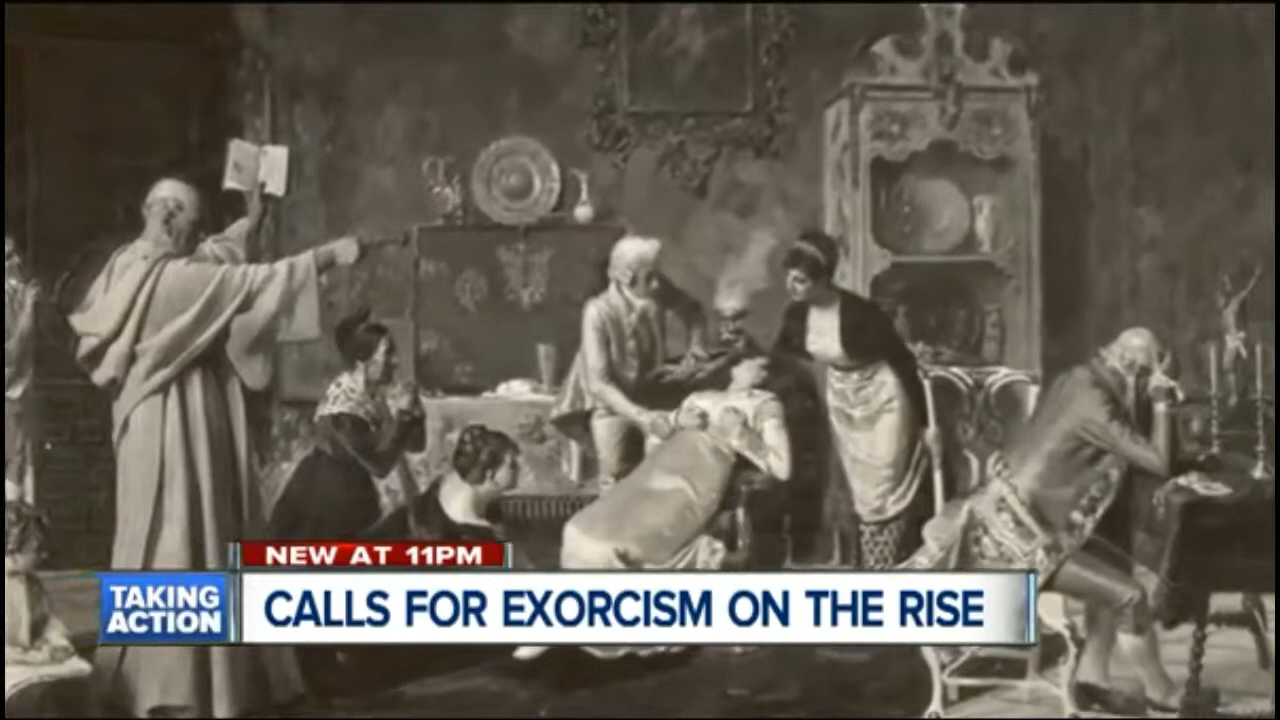 NEW AT 11PM
TAKING
ACTION
CALLS FOR EXORCISM ON THE RISE